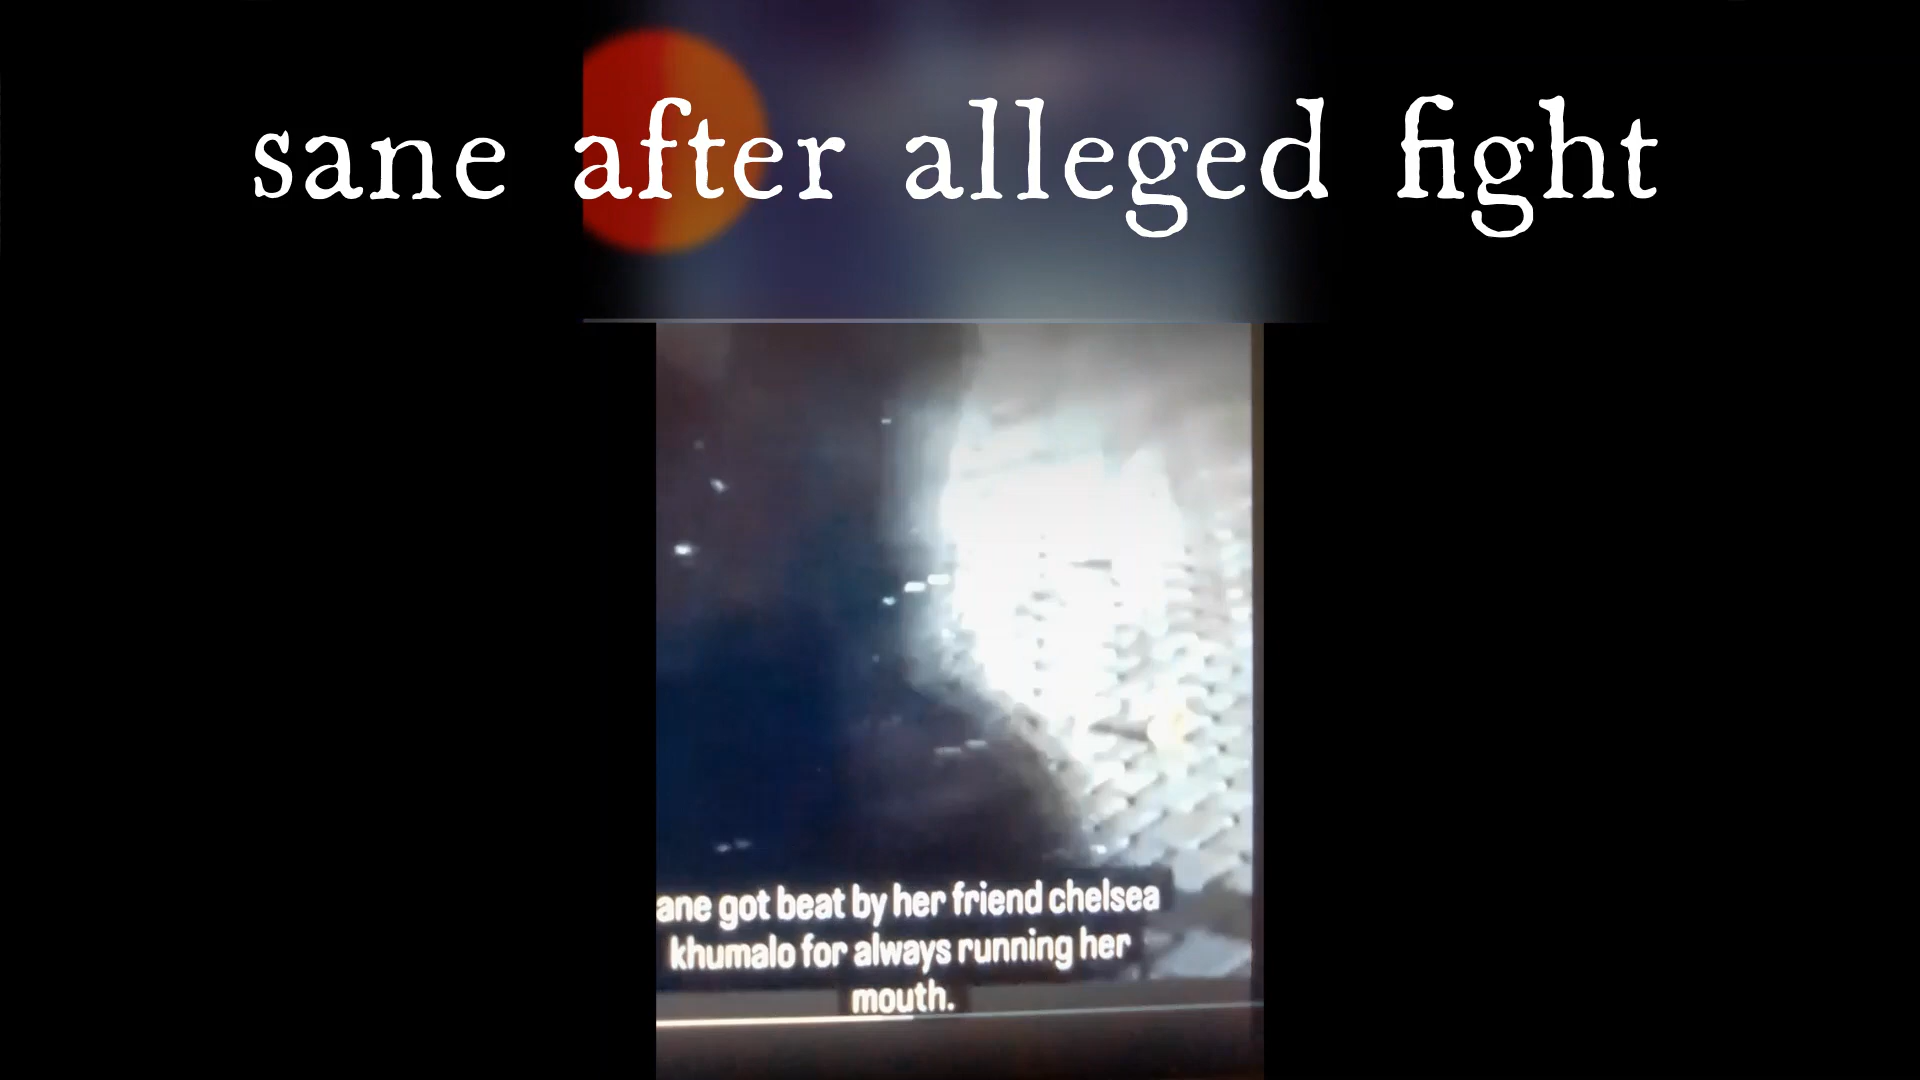 sane after alleged fight
ane got beat by her friend chelsea
khumalo for always running her
mouth.